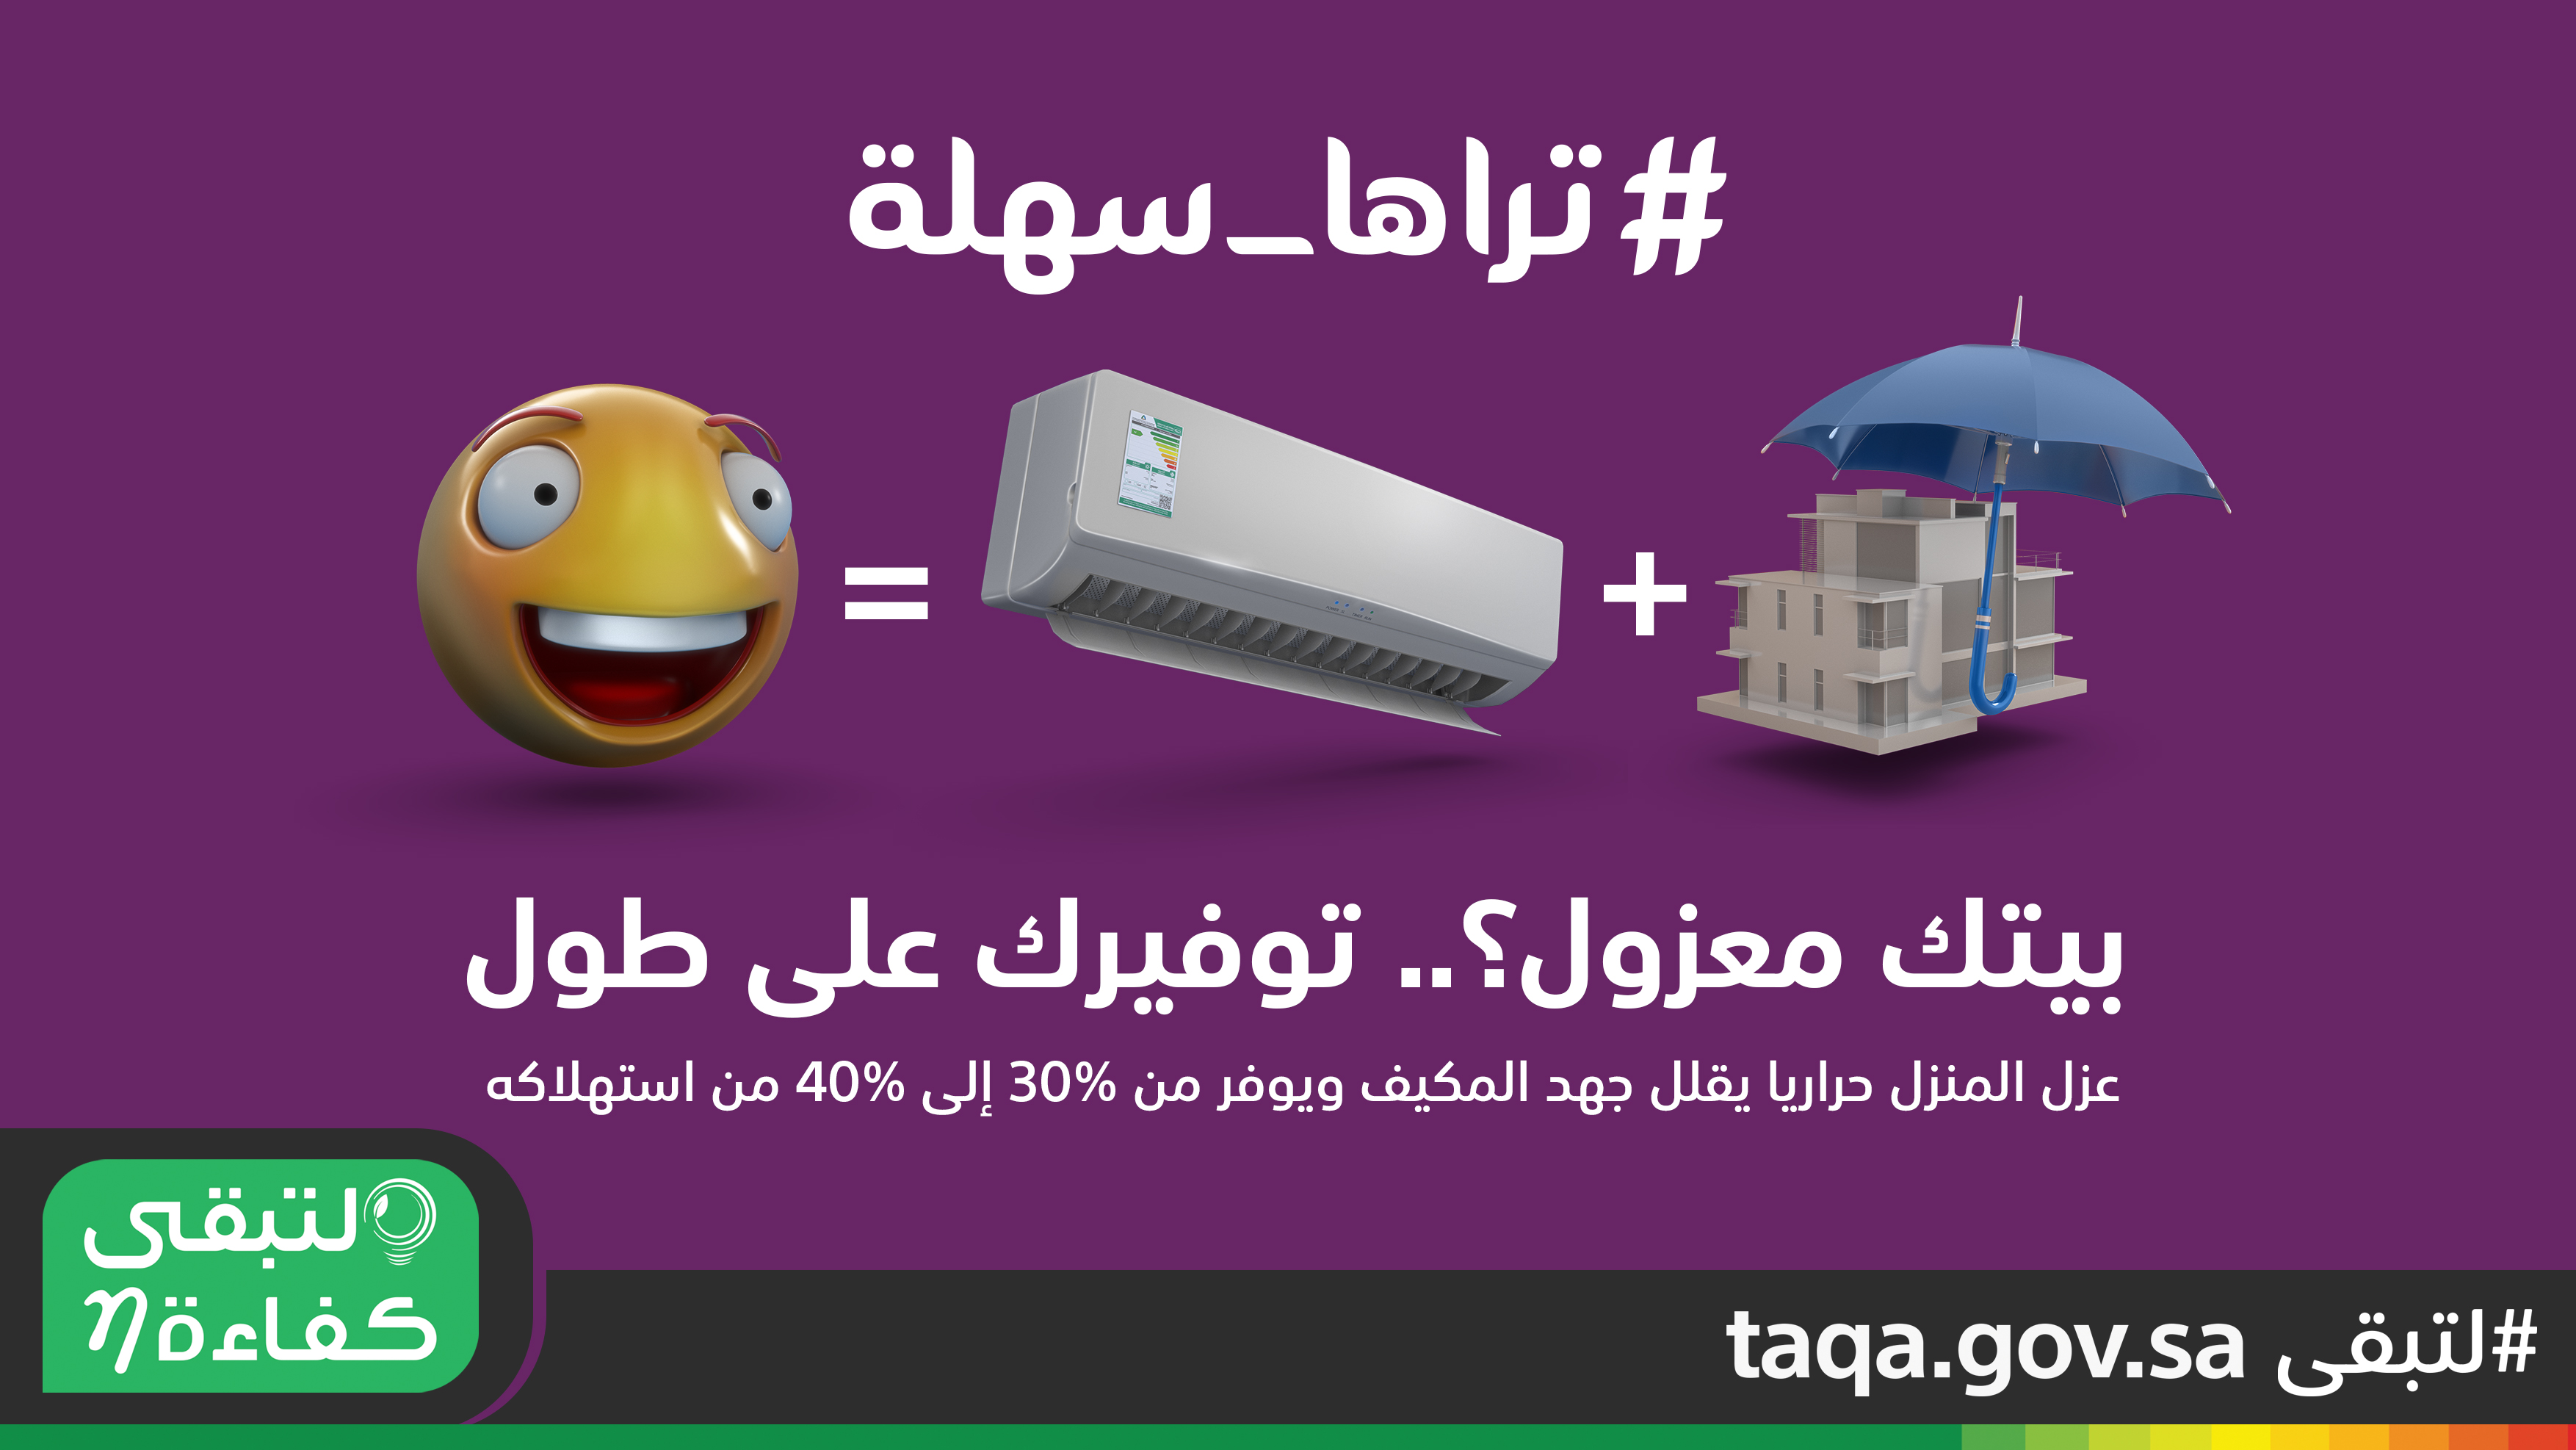 #تراها_سهلة
+
=
بيتك معزول؟.. توفيرك على طول
عزل المنزل حراريا يقلل جهد المكيف ويوفر من 30% إلى 40% من استهلاكه
لتبقى
كفاءة
#لتبقى taqa.gov.sa